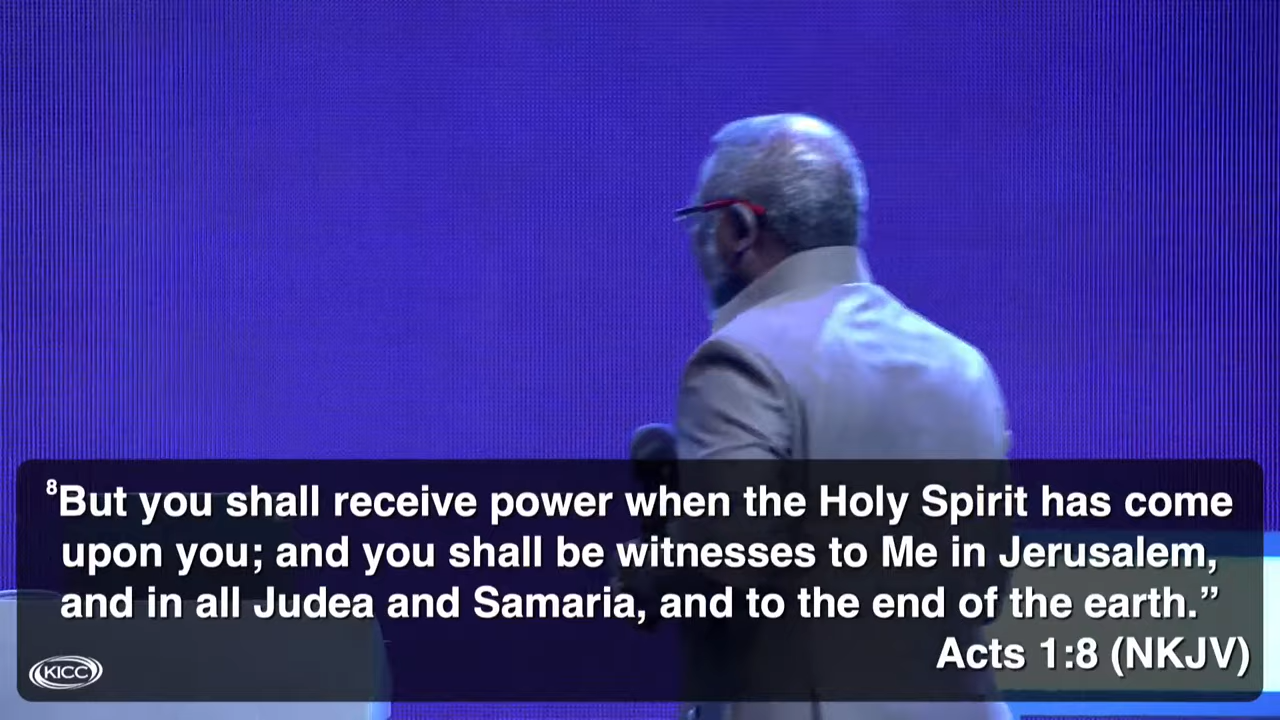 ⁸But you shall receive power when the Holy Spirit has come
upon you; and you shall be witnesses to Me in Jerusalem,
and in all Judea and Samaria, and to the end of the earth.”
Acts 1:8 (NKJV)
KICC